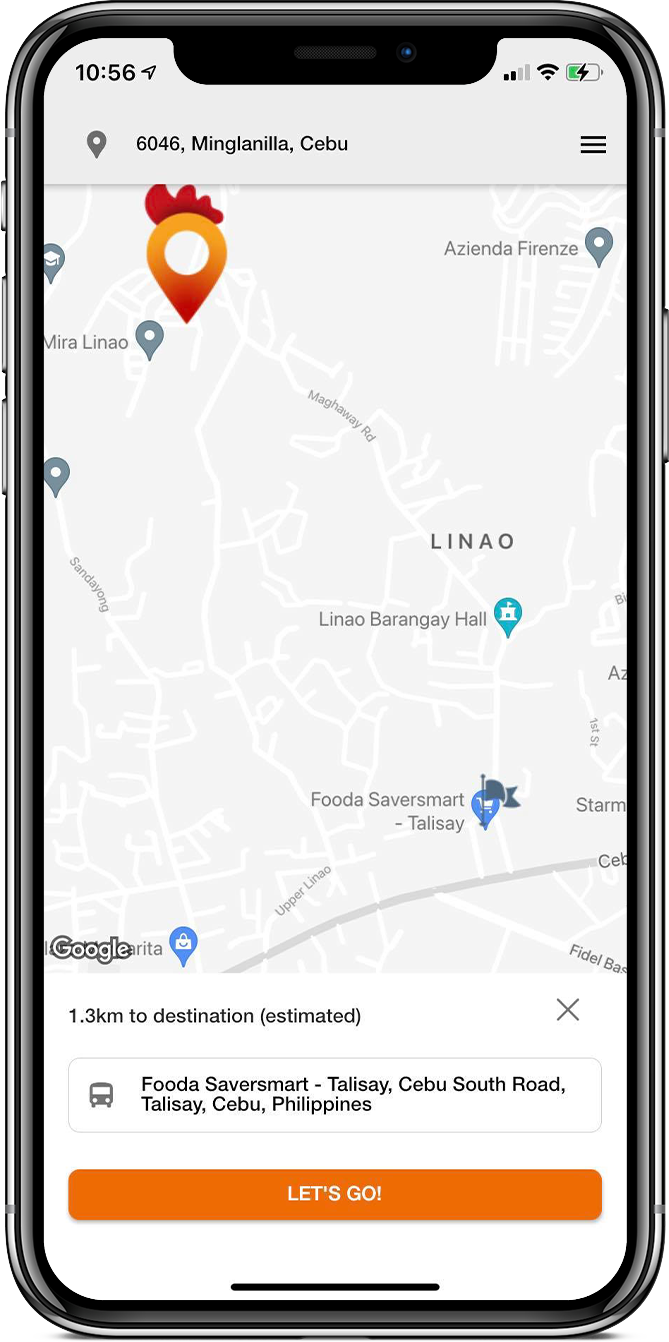 10:56
6046, Minglanilla, Cebu
Azienda Firenze
Mira Linao
Maghaway Rd
LINAO
Sandayong
Linao Barangay Hall
1st St
Fooda Saversmart
- Talisay
Starm
Ceb
Upper Linao
Google
arita
Fidel Bas
1.3km to destination (estimated)
Fooda Saversmart - Talisay, Cebu South Road,
Talisay, Cebu, Philippines
LET'S GO!